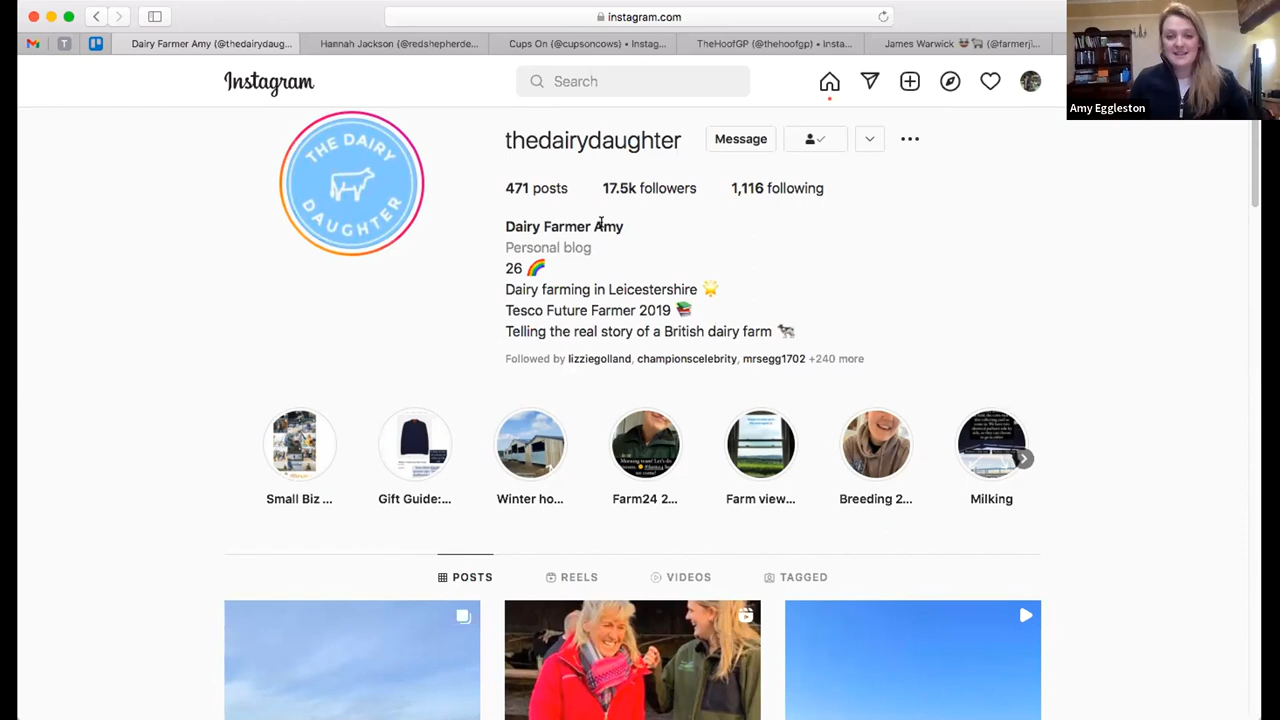 instagram.com
Dairy Farmer Amy (@thedairydaug...
Hannah Jackson (@redshepherde...
Cups On (@cupsoncows) • Instag...
TheHoofGP (@thehoofgp) • Insta...
James Warwick 😎🐄 (@farmerji...
Amy Eggleston
Instagram
Search
THE DAIRY
DAUGHTER
thedairydaughter
Message
471 posts 17.5k followers 1,116 following
Dairy Farmer Amy
Personal blog
26 🌈
Dairy farming in Leicestershire 🌟
Tesco Future Farmer 2019 📚
Telling the real story of a British dairy farm 🐄
Followed by lizziegolland, championscelebrity, mrsegg1702 +240 more
Small Biz ...
Gift Guide:...
Winter ho...
Farm24 2...
Farm view...
Breeding 2...
Milking
POSTS
REELS
VIDEOS
TAGGED